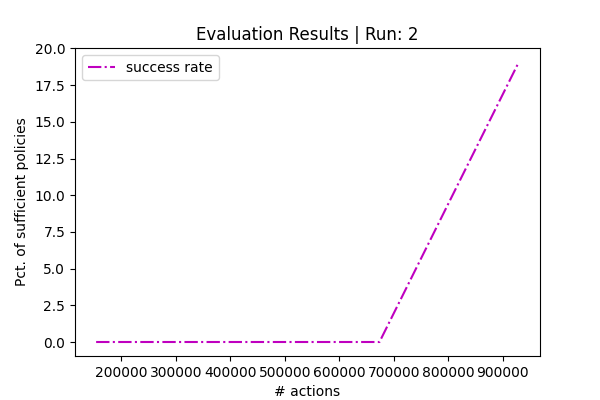 Evaluation Results | Run: 2
success rate
Pct. of sufficient policies
20.0
17.5
15.0
12.5
10.0
7.5
5.0
2.5
0.0
200000 300000 400000 500000 600000 700000 800000 900000
# actions